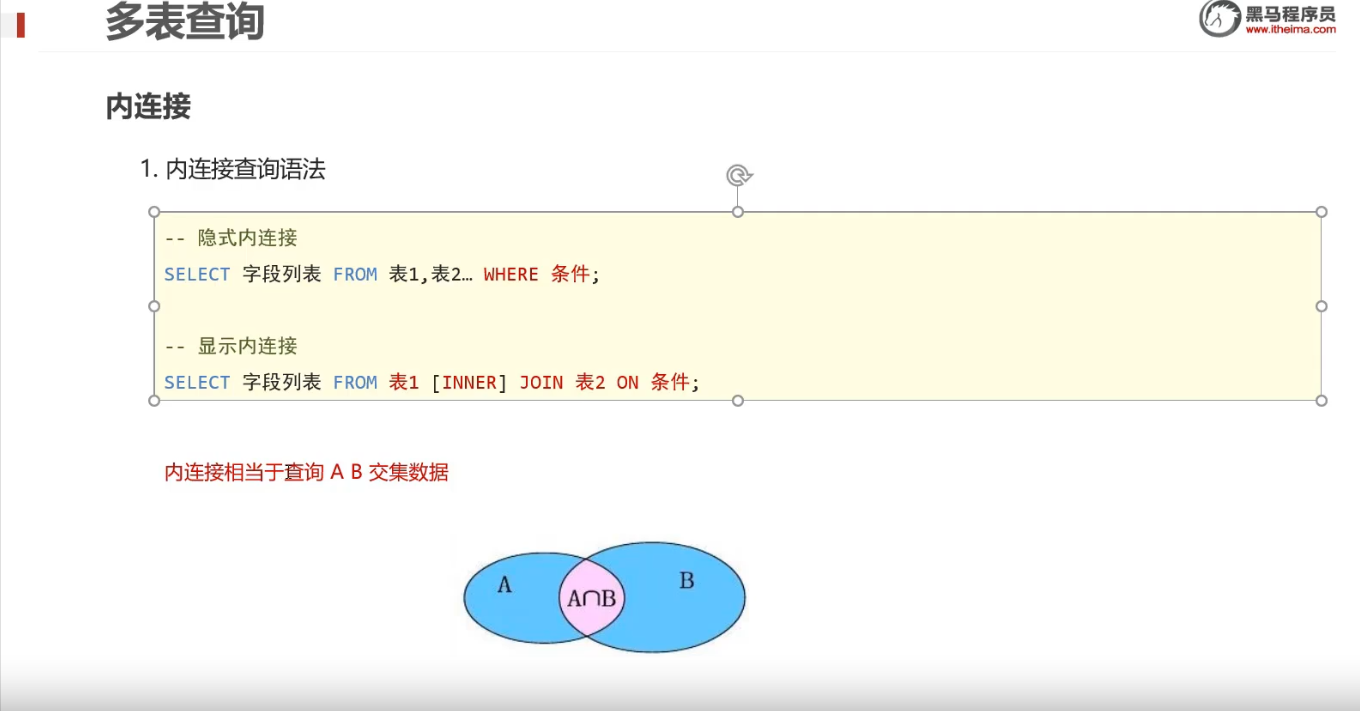 多表查询
黑马程序员
www.itheima.com
内连接
1. 内连接查询语法
-- 隐式内连接
SELECT 字段列表 FROM 表1,表2… WHERE 条件;
-- 显示内连接
SELECT 字段列表 FROM 表1 [INNER] JOIN 表2 ON 条件;
内连接相当于查询 A B 交集数据
A
A∩B
B